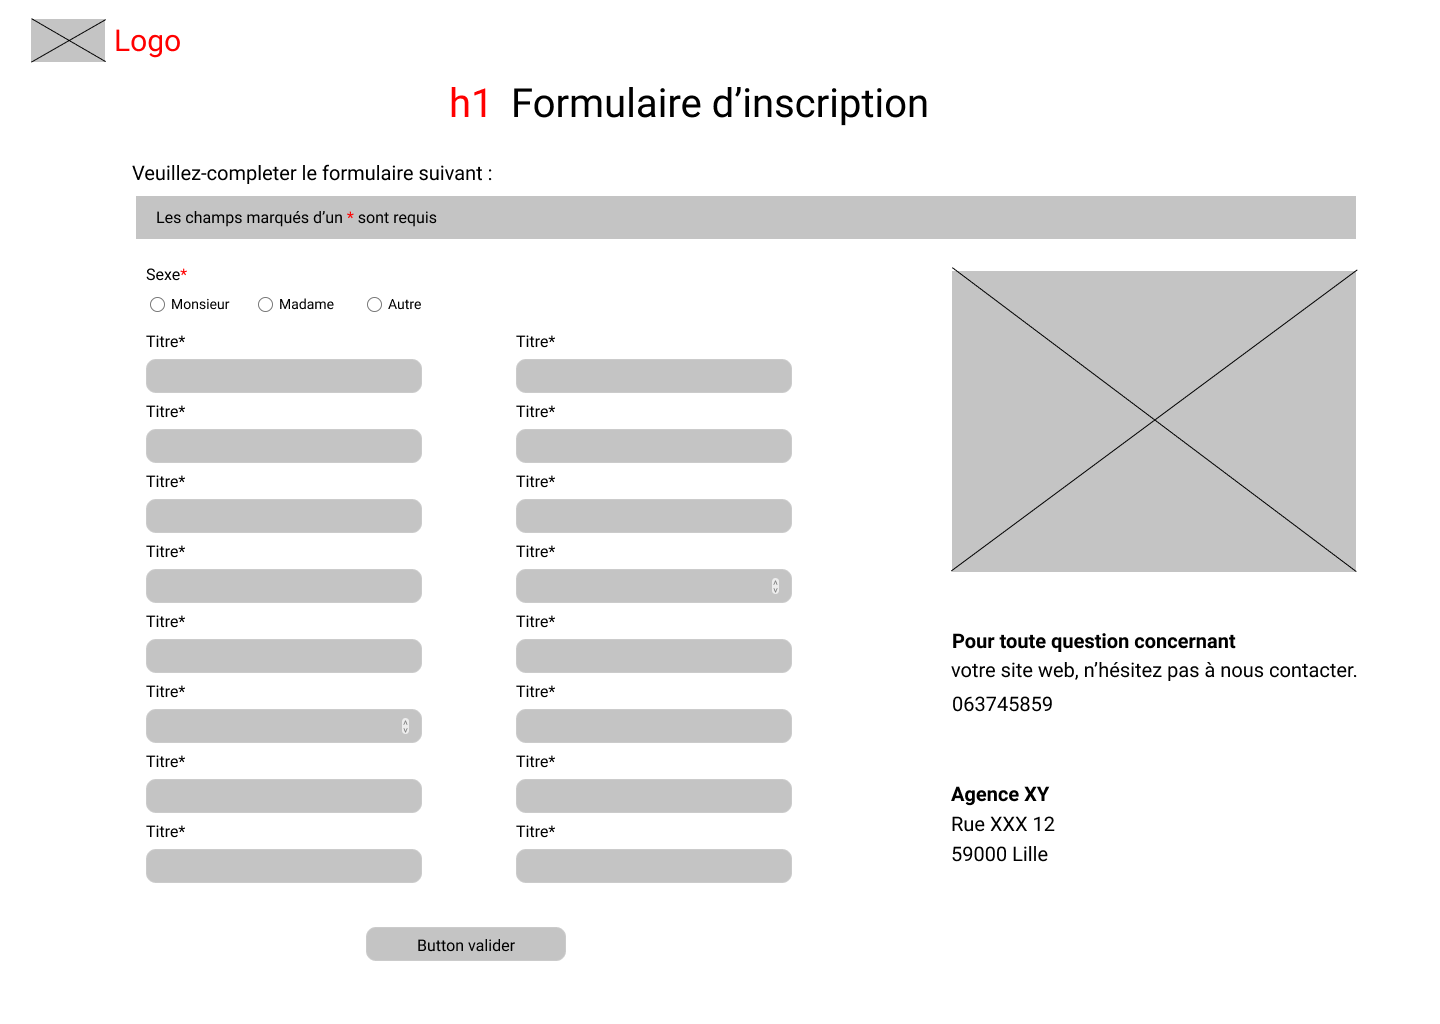 Logo
h1 Formulaire d’inscription
Veuillez-completer le formulaire suivant :
Les champs marqués d’un * sont requis
Sexe*
Monsieur Madame Autre
Titre* Titre*
Titre* Titre*
Titre* Titre*
Titre* Titre*
Titre* Titre*
Titre* Titre*
Titre* Titre*
Titre* Titre*
Button valider
Pour toute question concernant
votre site web, n’hésitez pas à nous contacter.
063745859
Agence XY
Rue XXX 12
59000 Lille